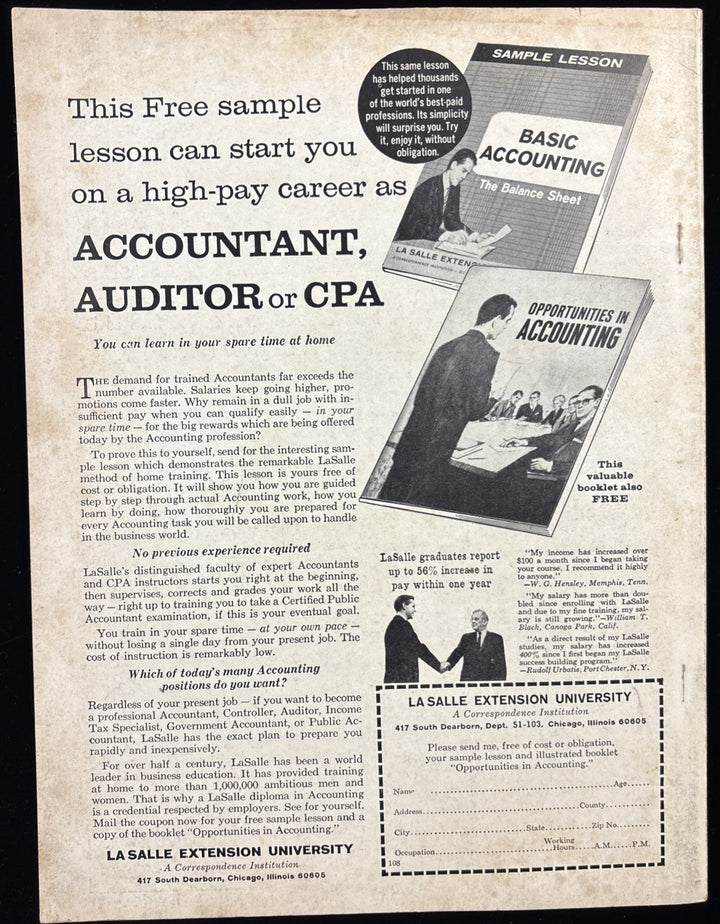 This Free sample
lesson can start you
on a high-pay career as
ACCOUNTANT,
AUDITOR or CPA
You can learn in your spare time at home
THE demand for trained Accountants far exceeds the
number available. Salaries keep going higher, pro-
motions come faster. Why remain in a dull job with in-
sufficient pay when you can qualify easily — in your
spare time — for the big rewards which are being offered
today by the Accounting profession?
To prove this to yourself, send for the interesting sam-
ple lesson which demonstrates the remarkable LaSalle
method of home training. This lesson is yours free of
cost or obligation. It will show you how you are guided
step by step through actual Accounting work, how you
learn by doing, how thoroughly you are prepared for
every Accounting task you will be called upon to handle
in the business world.
No previous experience required
LaSalle's distinguished faculty of expert Accountants
and CPA instructors starts you right at the beginning,
then supervises, corrects and grades your work all the
way — right up to training you to take a Certified Public
Accountant examination, if this is your eventual goal.
You train in your spare time — at your own pace —
without losing a single day from your present job. The
cost of instruction is remarkably low.
Which of today's many Accounting
positions do you want?
Regardless of your present job — if you want to become
a professional Accountant, Controller, Auditor, Income
Tax Specialist, Government Accountant, or Public Ac-
countant, LaSalle has the exact plan to prepare you
rapidly and inexpensively.
For over half a century, LaSalle has been a world
leader in business education. It has provided training
at home to more than 1,000,000 ambitious men and
women. That is why a LaSalle diploma in Accounting
is a credential respected by employers. See for yourself.
Mail the coupon now for your free sample lesson and a
copy of the booklet "Opportunities in Accounting."
LA SALLE EXTENSION UNIVERSITY
A Correspondence Institution
417 South Dearborn, Chicago, Illinois 60605
This same lesson
has helped thousands
get started in one
of the world's best-paid
professions. Its simplicity
will surprise you. Try
it, enjoy it, without
obligation.
SAMPLE LESSON
BASIC
ACCOUNTING
The Balance Sheet
LA SALLE EXTENS
A CORRESPONDENCE INSTITUTION
OPPORTUNITIES IN
ACCOUNTING
This
valuable
booklet also
FREE
LaSalle graduates report
up to 56% increase in
pay within one year
"My income has increased over
$100 a month since I began taking
your course. I recommend it highly
to anyone."
—W. G. Hensley, Memphis, Tenn.
"My salary has more than dou-
bled since enrolling with LaSalle
and due to my fine training, my sal-
ary is still growing."—William T.
Black, Canoga Park, Calif.
"As a direct result of my LaSalle
studies, my salary has increased
400% since I first began my LaSalle
success building program."
—Rudolf Urbatis, Port Chester, N.Y.
LA SALLE EXTENSION UNIVERSITY
A Correspondence Institution
417 South Dearborn, Dept. 51-103, Chicago, Illinois 60605
Please send me, free of cost or obligation,
your sample lesson and illustrated booklet
"Opportunities in Accounting."
Name Age
Address County
City State Zip No.
Occupation Working Hours A.M. P.M.
108